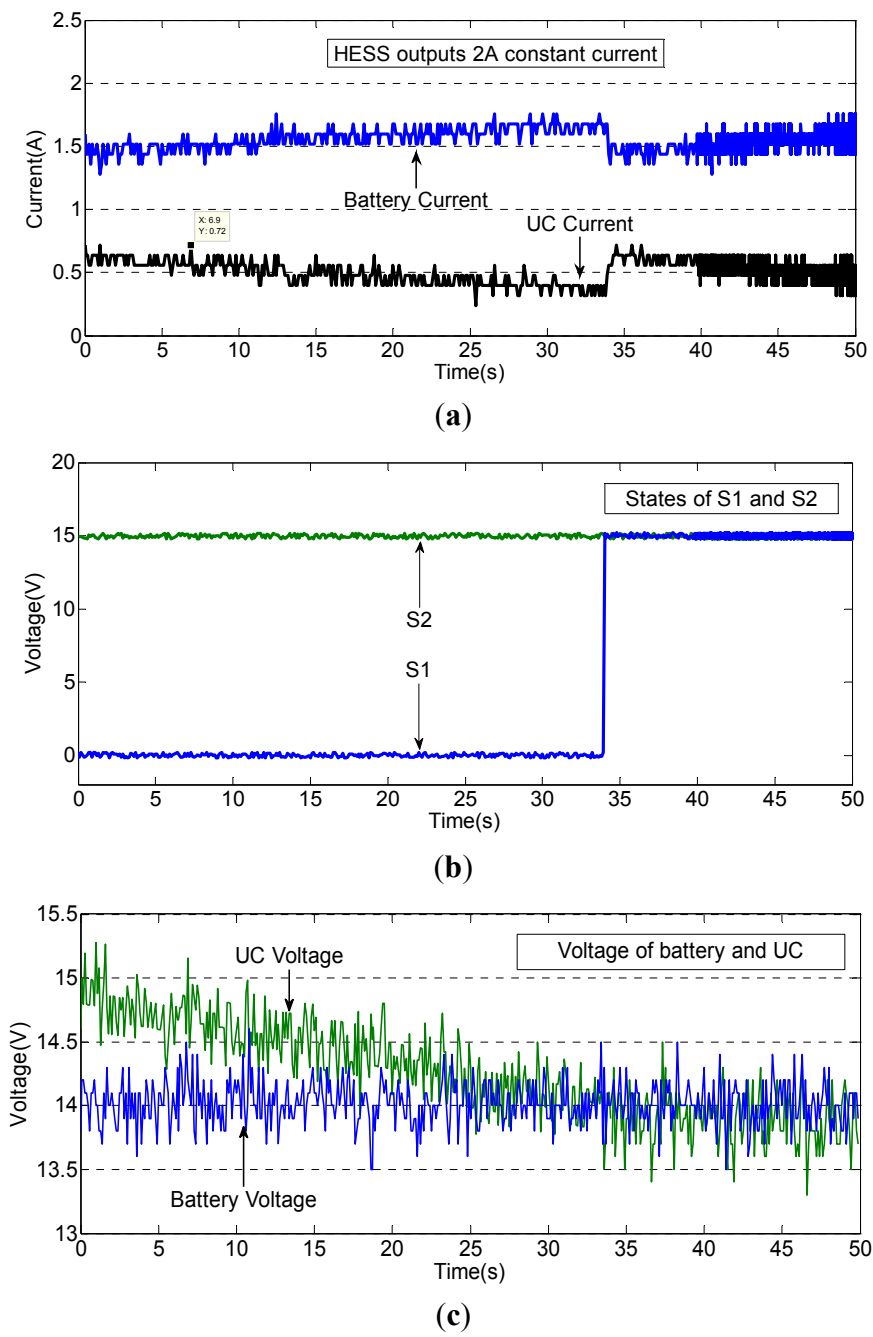 HESS outputs 2A constant current
2.5
2
1.5
1
0.5
0
Current(A)
Battery Current
X: 6.9
Y: 0.72
UC Current
0 5 10 15 20 25 30 35 40 45 50
Time(s)
(a)
States of S1 and S2
20
15
10
5
0
Voltage(V)
S2
S1
0 5 10 15 20 25 30 35 40 45 50
Time(s)
(b)
Voltage of battery and UC
15.5
15
14.5
14
13.5
13
Voltage(V)
UC Voltage
Battery Voltage
0 5 10 15 20 25 30 35 40 45 50
Time(s)
(c)